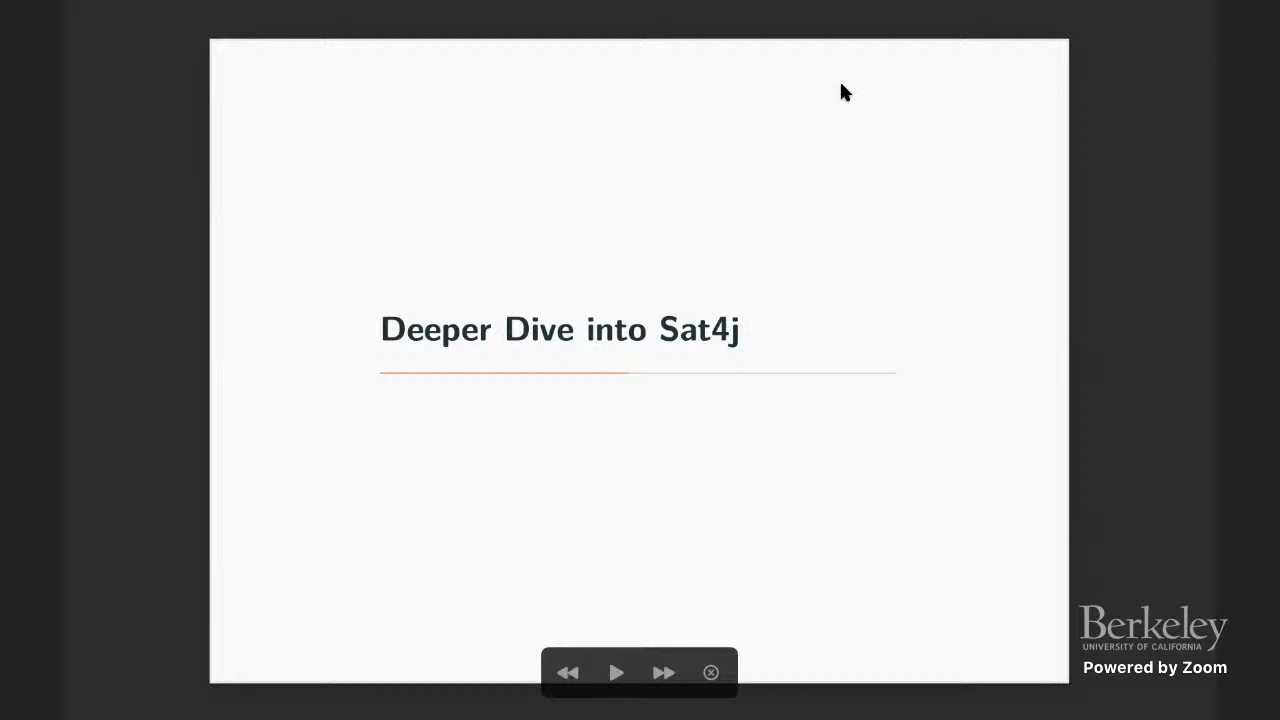 Deeper Dive into Sat4j
Berkeley
UNIVERSITY OF CALIFORNIA
Powered by Zoom